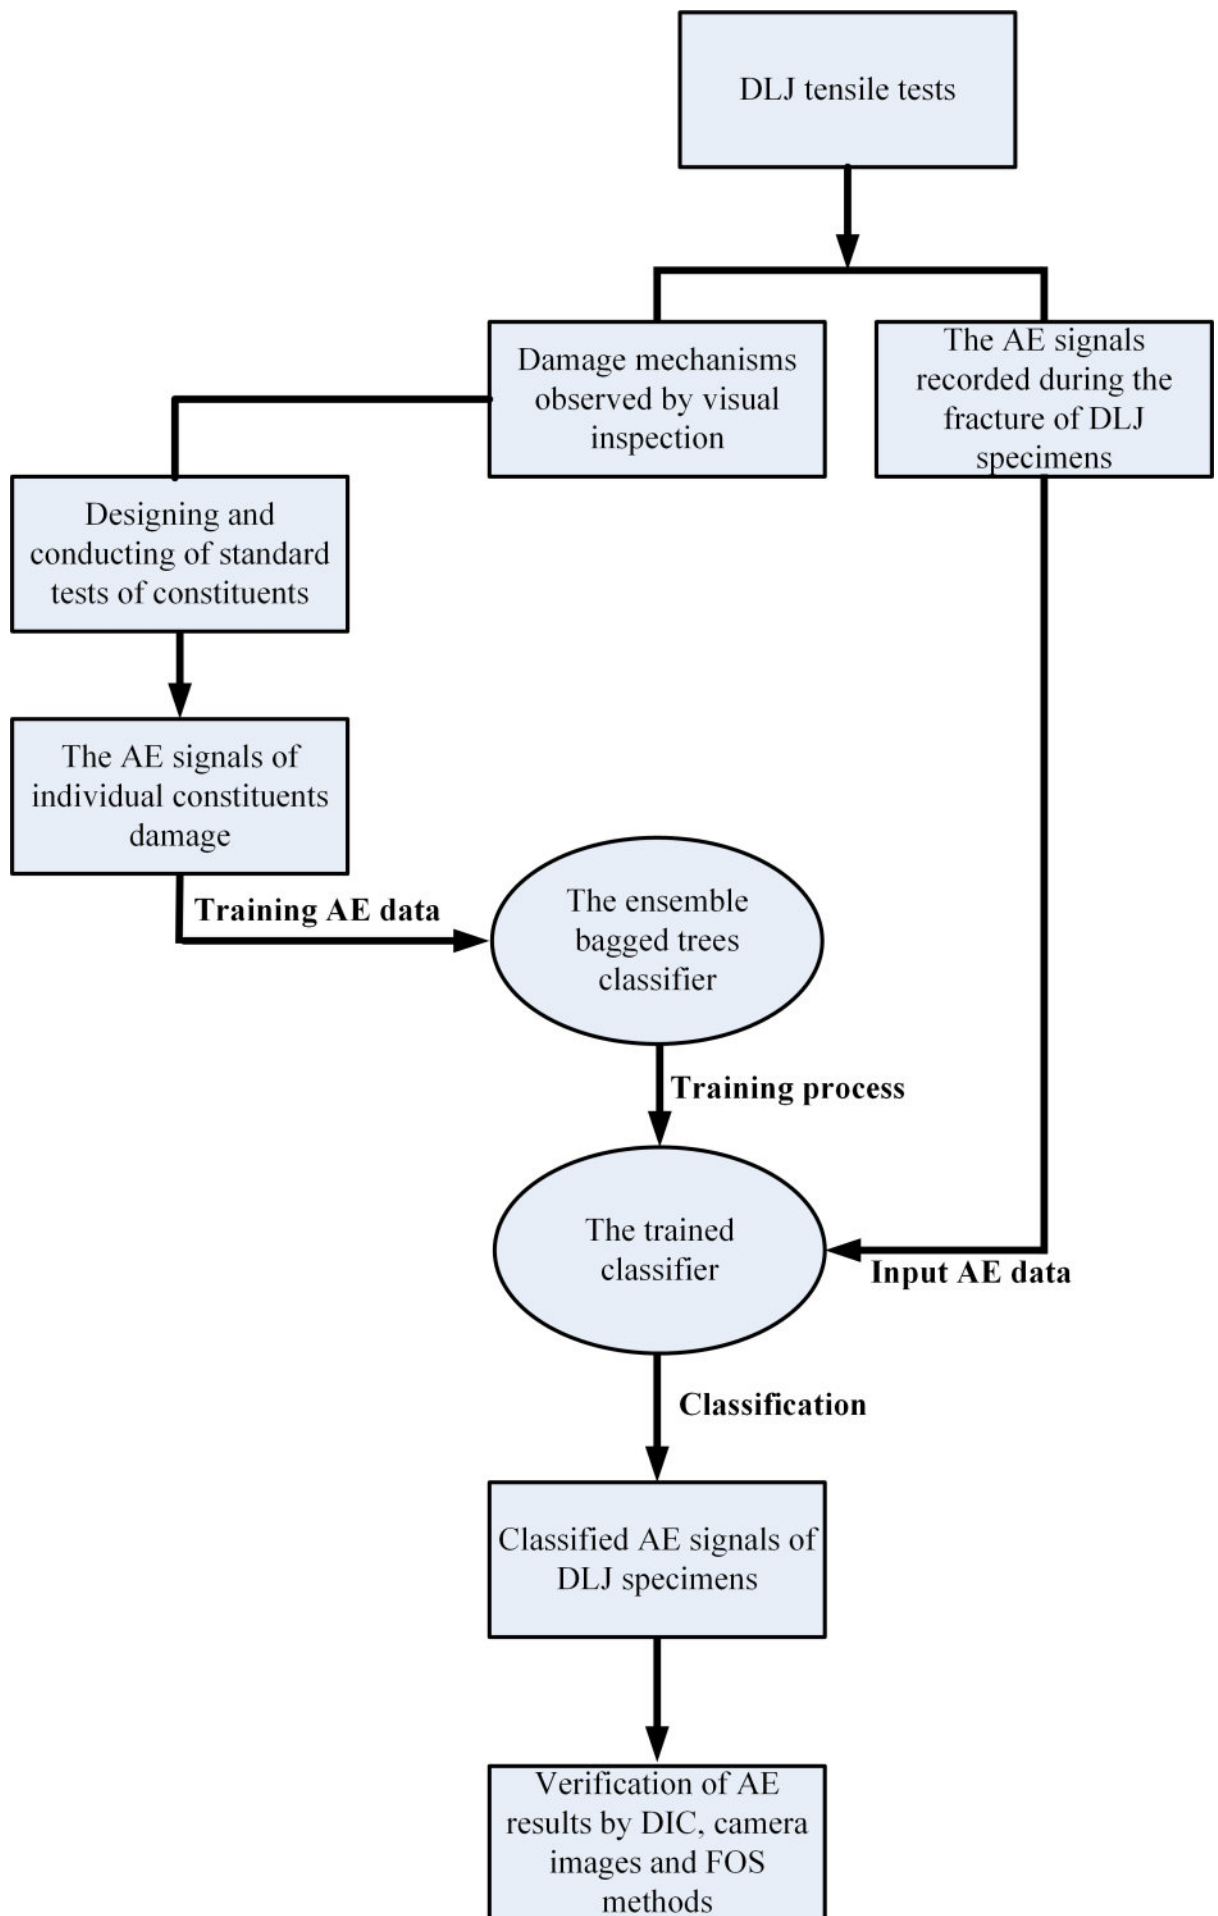 DLJ tensile tests
Damage mechanisms
observed by visual
inspection
The AE signals
recorded during the
fracture of DLJ
specimens
Designing and
conducting of standard
tests of constituents
The AE signals of
individual constituents
damage
Training AE data
The ensemble
bagged trees
classifier
Training process
The trained
classifier
Input AE data
Classification
Classified AE signals of
DLJ specimens
Verification of AE
results by DIC, camera
images and FOS
methods